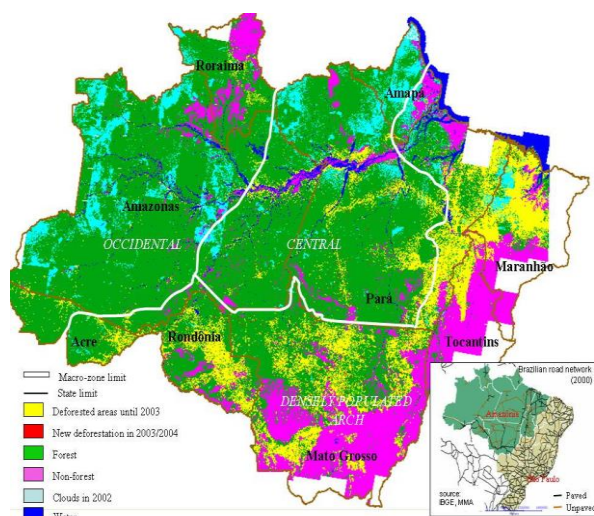 Roraima
Amapá
Amazonas
OCCIDENTAL
CENTRAL
Maranhão
Pará
Acre
Rondônia
Tocantins
DENSELY POPULATED
ARCH
Mato Grosso
Macro-zone limit
State limit
Deforested areas until 2003
New deforestation in 2003/2004
Forest
Non-forest
Clouds in 2002
Water
Brazilian road network
(2000)
Amazônia
São Paulo
source:
IBGE, MMA
Paved
Unpaved